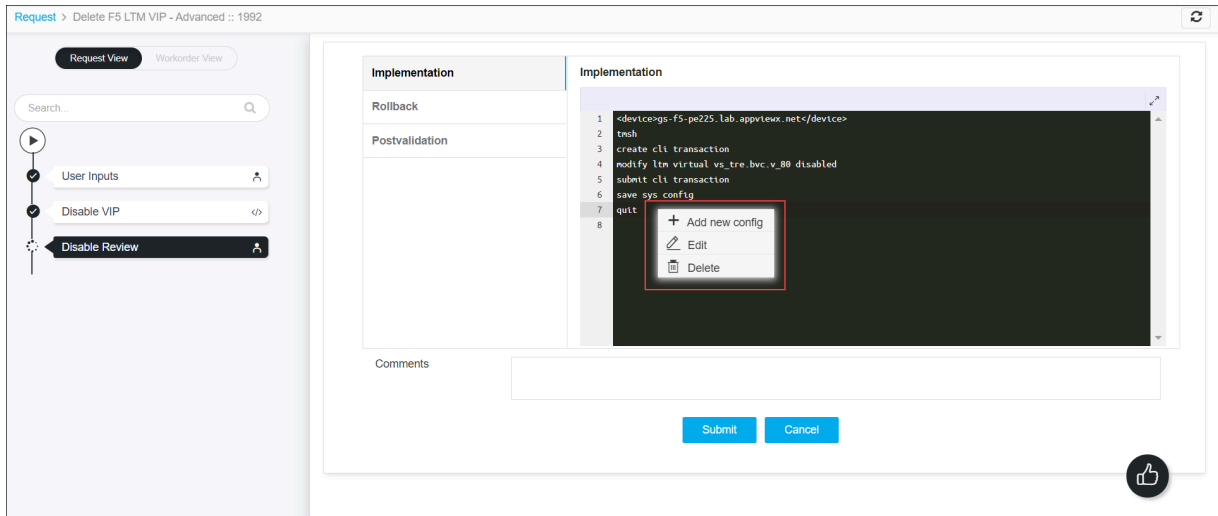 Request > Delete F5 LTM VIP - Advanced :: 1992
Request View
Workorder View
Search...
User Inputs
Disable VIP
</>
Disable Review
Implementation
Rollback
Postvalidation
Implementation
1 <device>gs-f5-pe225.lab.appviewx.net</device>
2 tmsh
3 create cli transaction
4 modify ltm virtual vs_tre.bvc.v_80 disabled
5 submit cli transaction
6 save sys config
7 quit
8
+ Add new config
Edit
Delete
Comments
Submit
Cancel